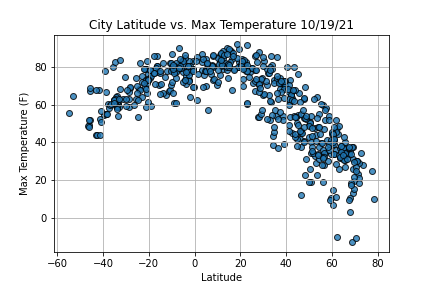 City Latitude vs. Max Temperature 10/19/21
Max Temperature (F)
80
60
40
20
0
−60 −40 −20 0 20 40 60 80
Latitude